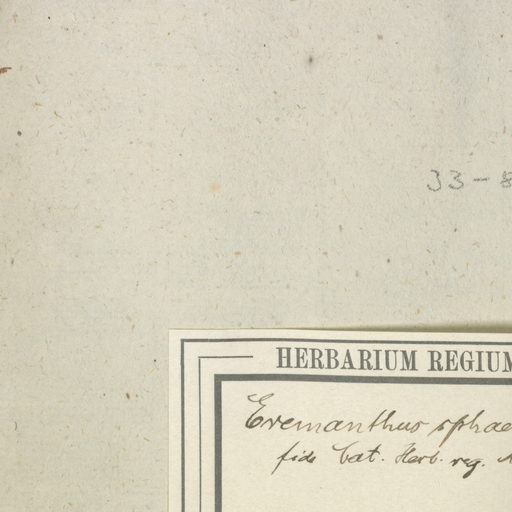 33-8
HERBARIUM REGIUM
Eremanthus sphae
fide Cat. Herb. reg.